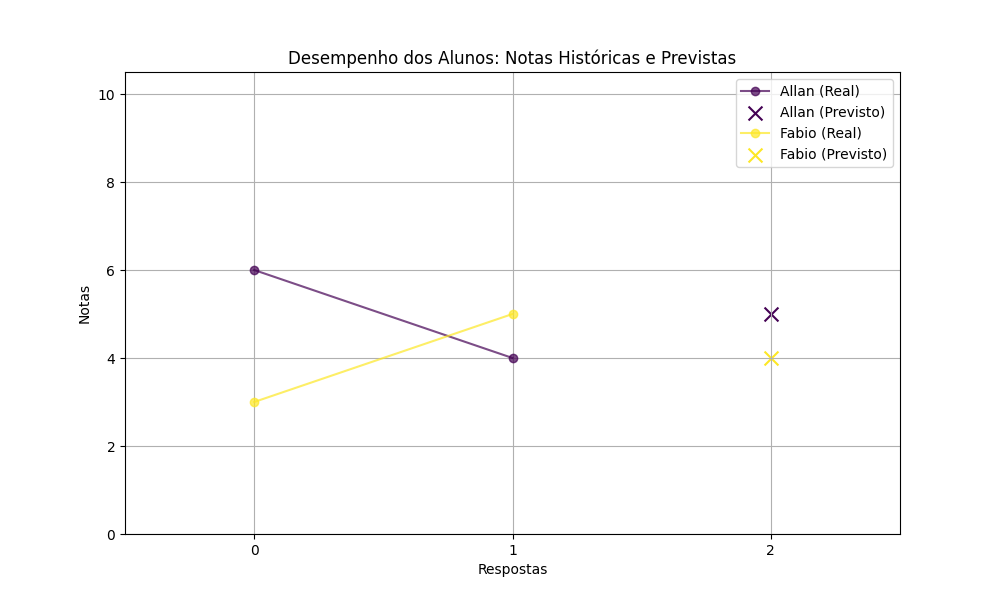 Desempenho dos Alunos: Notas Históricas e Previstas
Allan (Real)
Allan (Previsto)
Fabio (Real)
Fabio (Previsto)
10
8
6
4
2
0
Notas
0
1
2
Respostas